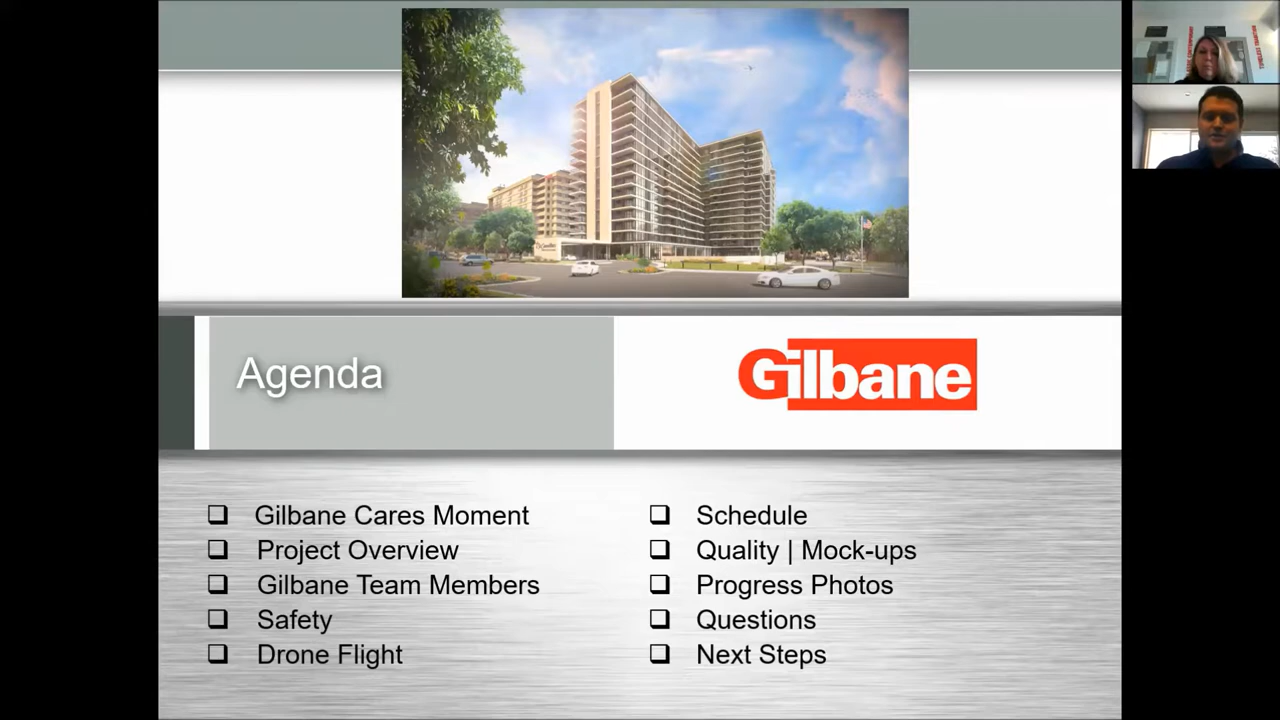 Agenda
Gilbane
Gilbane Cares Moment
Project Overview
Gilbane Team Members
Safety
Drone Flight
Schedule
Quality | Mock-ups
Progress Photos
Questions
Next Steps